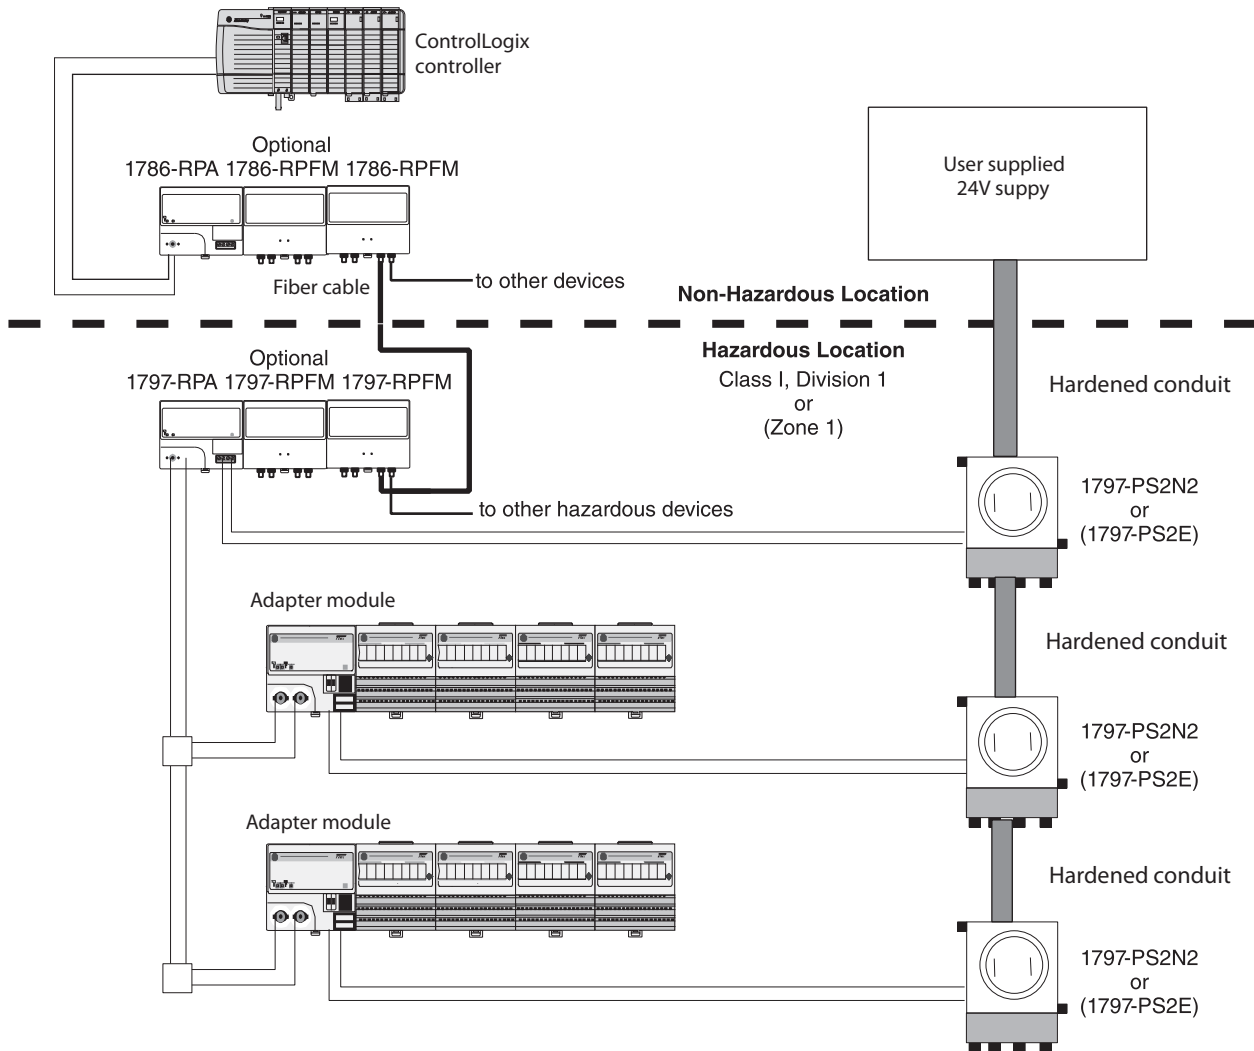 ControlLogix
controller
Optional
1786-RPA 1786-RPFM 1786-RPFM
User supplied
24V suppy
Fiber cable
to other devices
Non-Hazardous Location
Hazardous Location
Class I, Division 1
or
(Zone 1)
Hardened conduit
Optional
1797-RPA 1797-RPFM 1797-RPFM
to other hazardous devices
1797-PS2N2
or
(1797-PS2E)
Adapter module
Hardened conduit
1797-PS2N2
or
(1797-PS2E)
Adapter module
Hardened conduit
1797-PS2N2
or
(1797-PS2E)